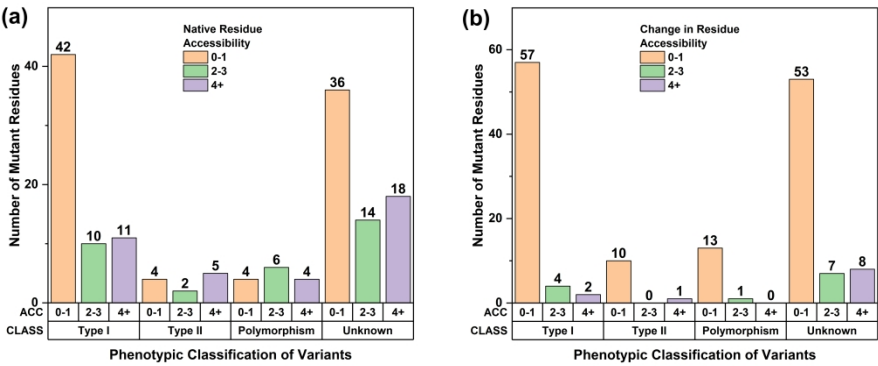 (a)
Native Residue
Accessibility
0-1
2-3
4+
Number of Mutant Residues
40
20
0
42
10
11
4
2
5
4
6
4
36
14
18
ACC 0-1 2-3 4+ 0-1 2-3 4+ 0-1 2-3 4+ 0-1 2-3 4+
CLASS Type I Type II Polymorphism Unknown
Phenotypic Classification of Variants
(b)
Change in Residue
Accessibility
0-1
2-3
4+
Number of Mutant Residues
60
40
20
0
57
4
2
10
0
1
13
1
0
53
7
8
ACC 0-1 2-3 4+ 0-1 2-3 4+ 0-1 2-3 4+ 0-1 2-3 4+
CLASS Type I Type II Polymorphism Unknown
Phenotypic Classification of Variants